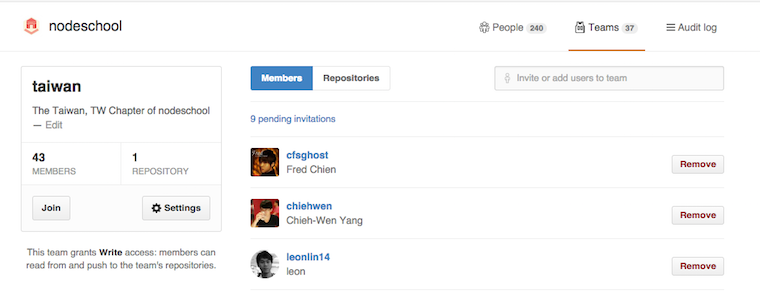 nodeschool
People 240
Teams 37
Audit log
taiwan
The Taiwan, TW Chapter of nodeschool
— Edit
43
MEMBERS
1
REPOSITORY
Join
Settings
This team grants Write access: members can
read from and push to the team's repositories.
Members
Repositories
Invite or add users to team
9 pending invitations
cfsghost
Fred Chien
Remove
chiehwen
Chieh-Wen Yang
Remove
leonlin14
leon
Remove